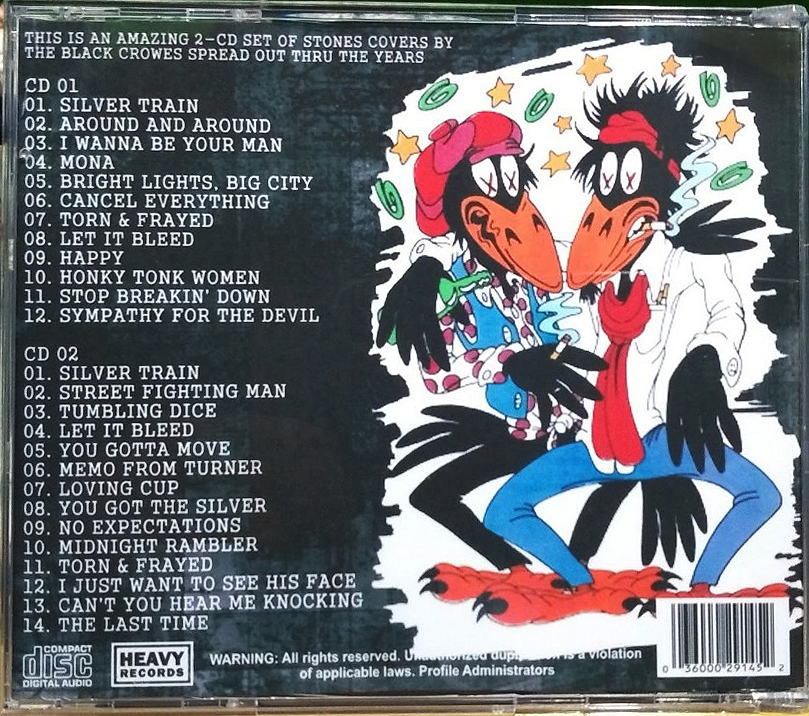 THIS IS AN AMAZING 2-CD SET OF STONES COVERS BY
THE BLACK CROWES SPREAD OUT THRU THE YEARS
CD 01
01. SILVER TRAIN
02. AROUND AND AROUND
03. I WANNA BE YOUR MAN
04. MONA
05. BRIGHT LIGHTS, BIG CITY
06. CANCEL EVERYTHING
07. TORN & FRAYED
08. LET IT BLEED
09. HAPPY
10. HONKY TONK WOMEN
11. STOP BREAKIN' DOWN
12. SYMPATHY FOR THE DEVIL
CD 02
01. SILVER TRAIN
02. STREET FIGHTING MAN
03. TUMBLING DICE
04. LET IT BLEED
05. YOU GOTTA MOVE
06. MEMO FROM TURNER
07. LOVING CUP
08. YOU GOT THE SILVER
09. NO EXPECTATIONS
10. MIDNIGHT RAMBLER
11. TORN & FRAYED
12. I JUST WANT TO SEE HIS FACE
13. CAN'T YOU HEAR ME KNOCKING
14. THE LAST TIME
COMPACT
disc
DIGITAL AUDIO
HEAVY
RECORDS
WARNING: All rights reserved. Unauthorized is a violation
of applicable laws. Profile Administrators
0 36000 29145 2